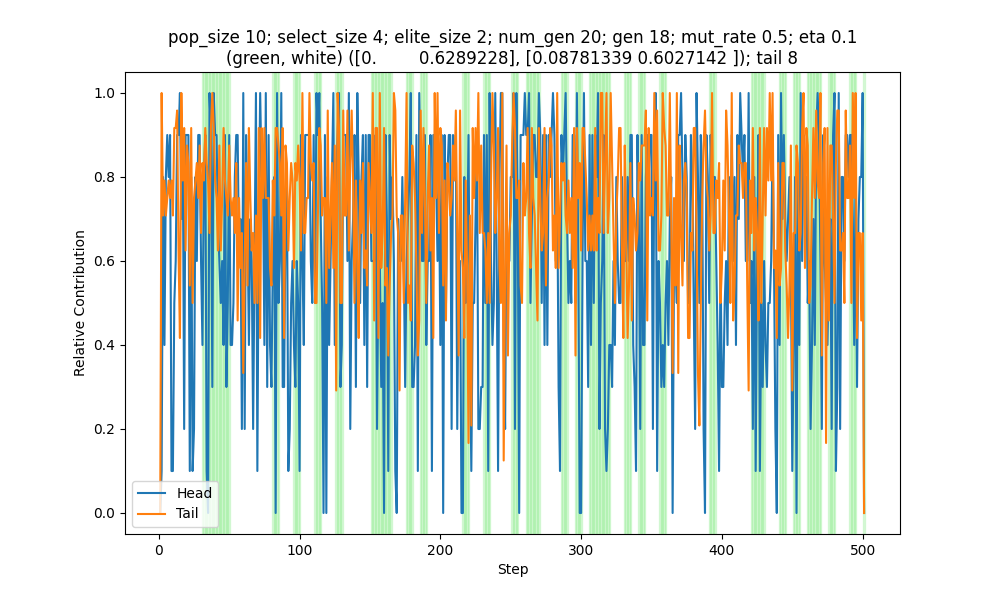 pop_size 10; select_size 4; elite_size 2; num_gen 20; gen 18; mut_rate 0.5; eta 0.1
(green, white) ([0.        0.6289228], [0.08781339 0.6027142 ]); tail 8
1.0
0.8
0.6
0.4
0.2
0.0
Relative Contribution
Head
Tail
0
100
200
300
400
500
Step